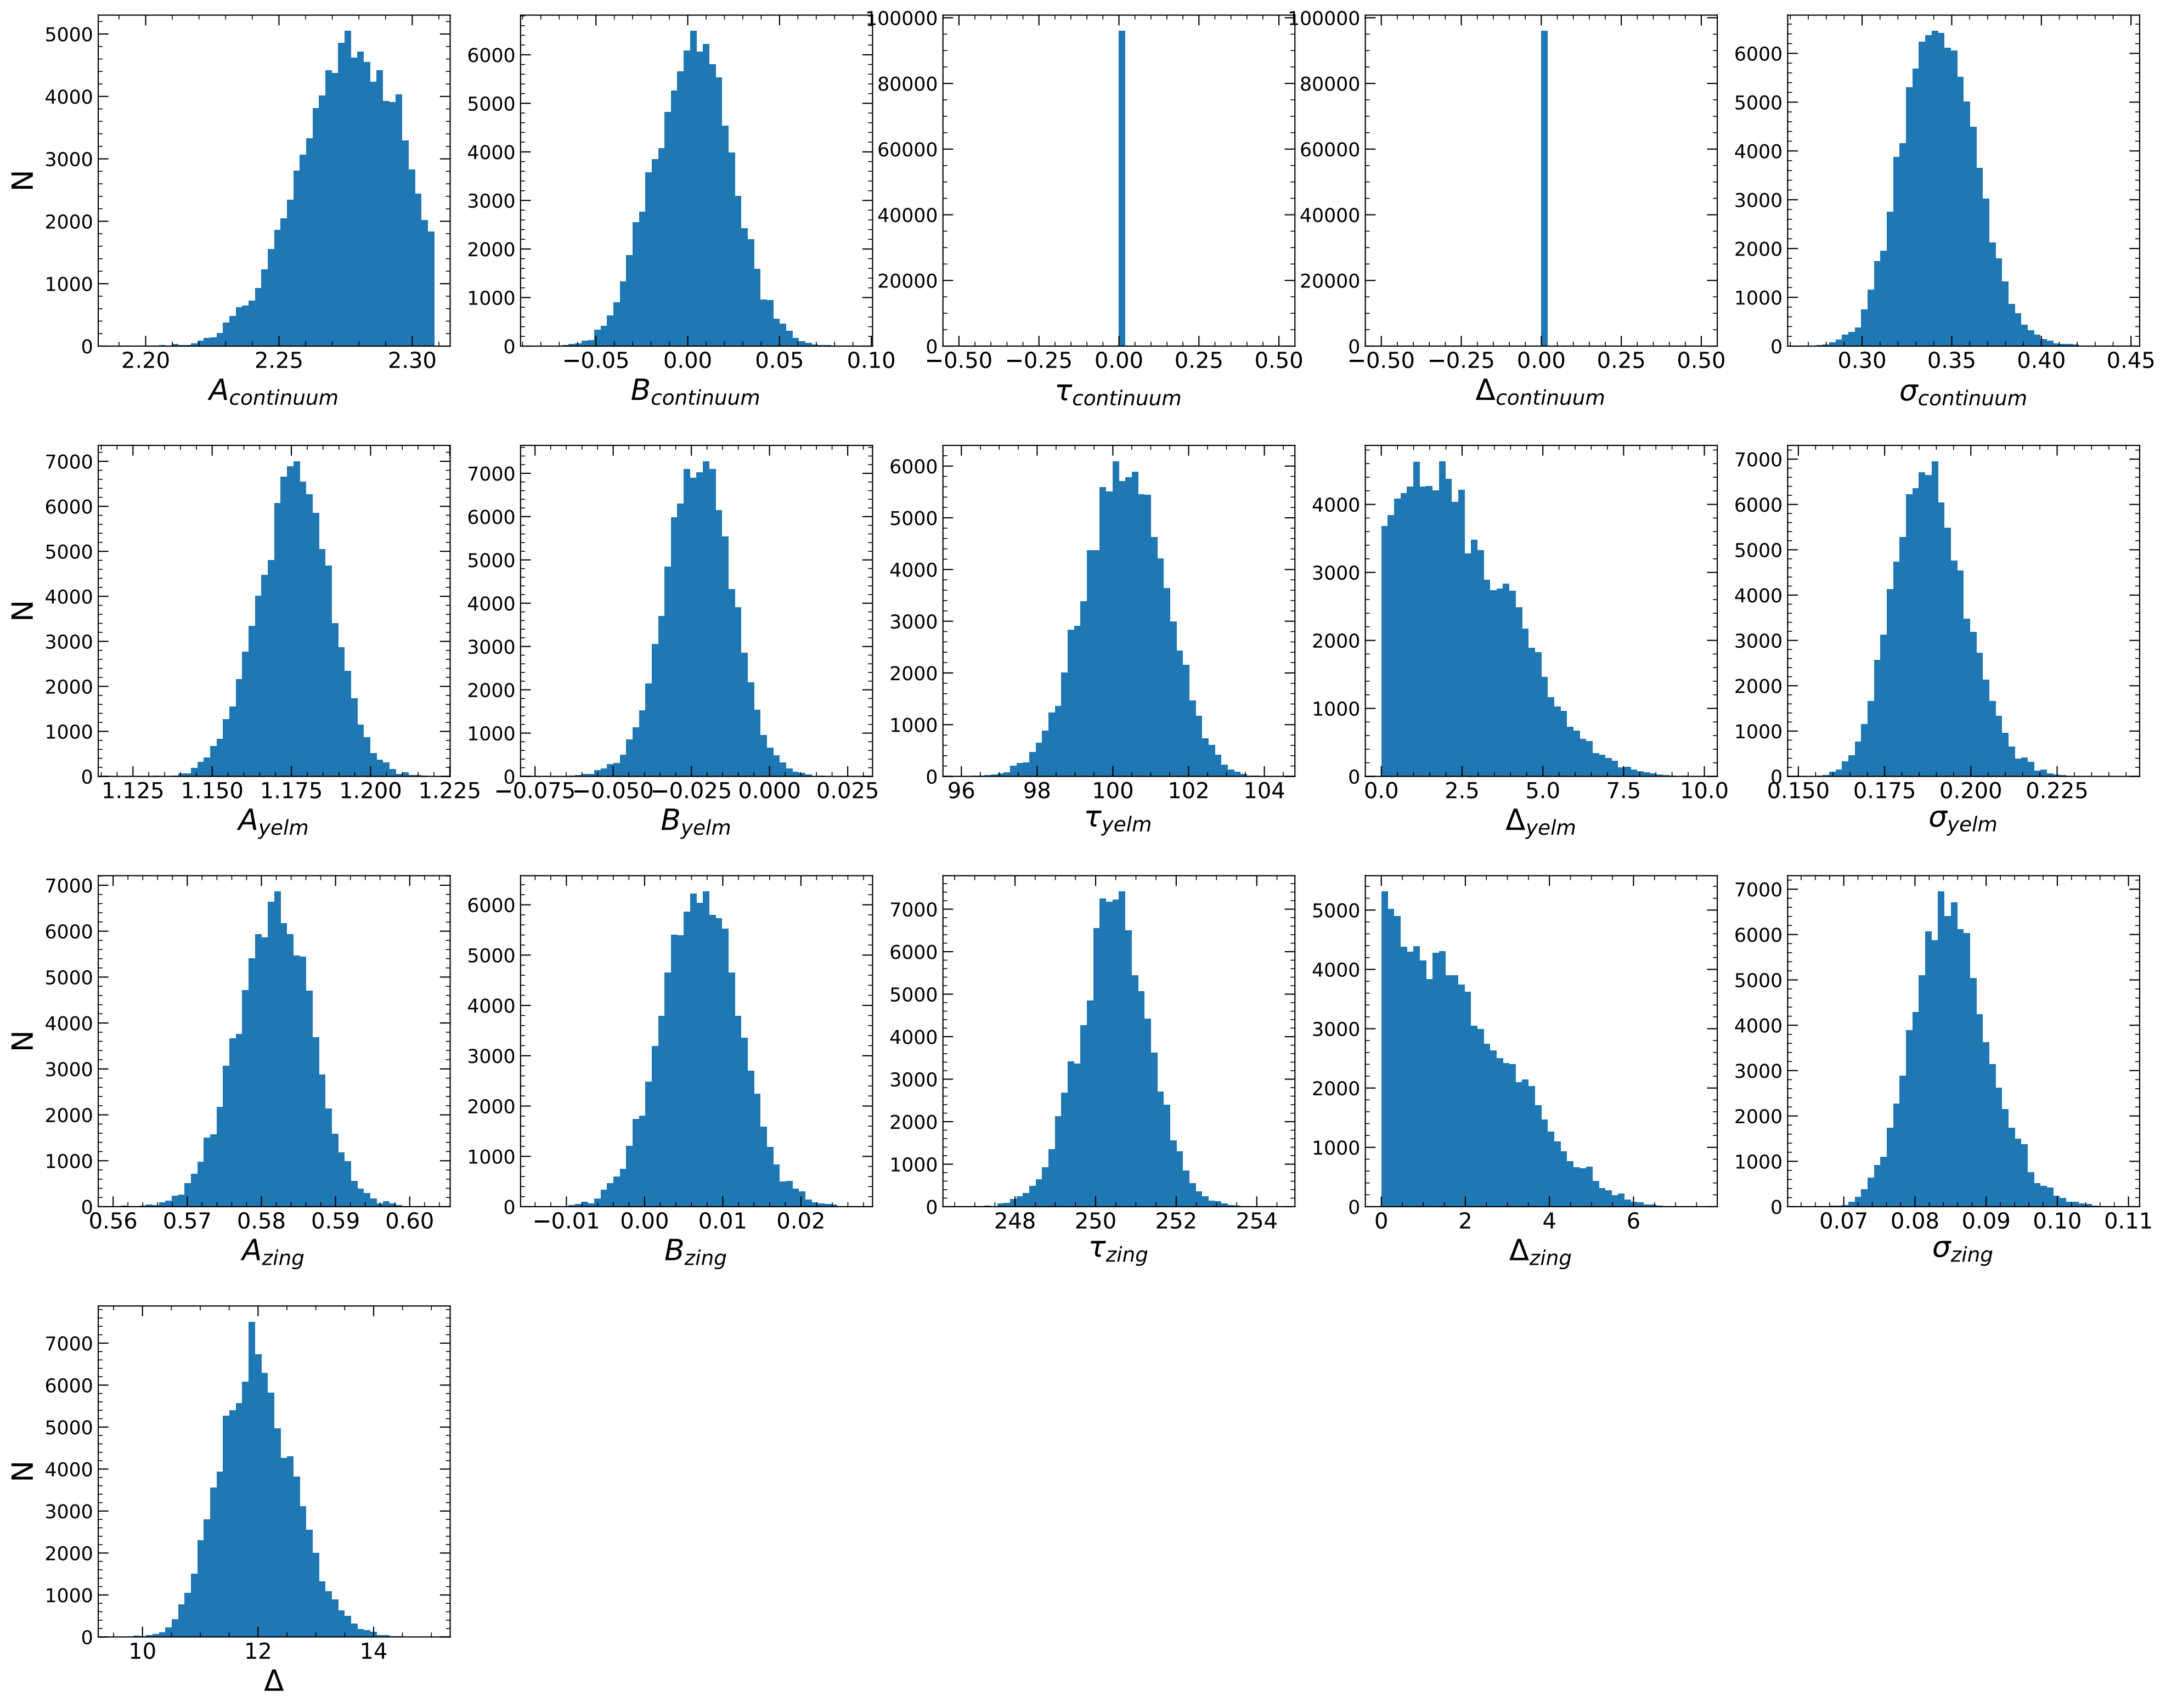 N
0 1000 2000 3000 4000 5000
2.20 2.25 2.30
A_continuum
0 1000 2000 3000 4000 5000 6000
−0.05 0.00 0.05 0.10
B_continuum
0 20000 40000 60000 80000 100000
−0.50 −0.25 0.00 0.25 0.50
τ_continuum
0 20000 40000 60000 80000 100000
−0.50 −0.25 0.00 0.25 0.50
Δ_continuum
0 1000 2000 3000 4000 5000 6000
0.30 0.35 0.40 0.45
σ_continuum
N
0 1000 2000 3000 4000 5000 6000 7000
1.125 1.150 1.175 1.200 1.225
A_yelm
0 1000 2000 3000 4000 5000 6000 7000
−0.075 −0.050 −0.025 0.000 0.025
B_yelm
0 1000 2000 3000 4000 5000 6000
96 98 100 102 104
τ_yelm
0 1000 2000 3000 4000
0.0 2.5 5.0 7.5 10.0
Δ_yelm
0 1000 2000 3000 4000 5000 6000 7000
0.150 0.175 0.200 0.225
σ_yelm
N
0 1000 2000 3000 4000 5000 6000 7000
0.56 0.57 0.58 0.59 0.60
A_zing
0 1000 2000 3000 4000 5000 6000
−0.01 0.00 0.01 0.02
B_zing
0 1000 2000 3000 4000 5000 6000 7000
248 250 252 254
τ_zing
0 1000 2000 3000 4000 5000
0 2 4 6
Δ_zing
0 1000 2000 3000 4000 5000 6000 7000
0.07 0.08 0.09 0.10 0.11
σ_zing
N
0 1000 2000 3000 4000 5000 6000 7000
10 12 14
Δ